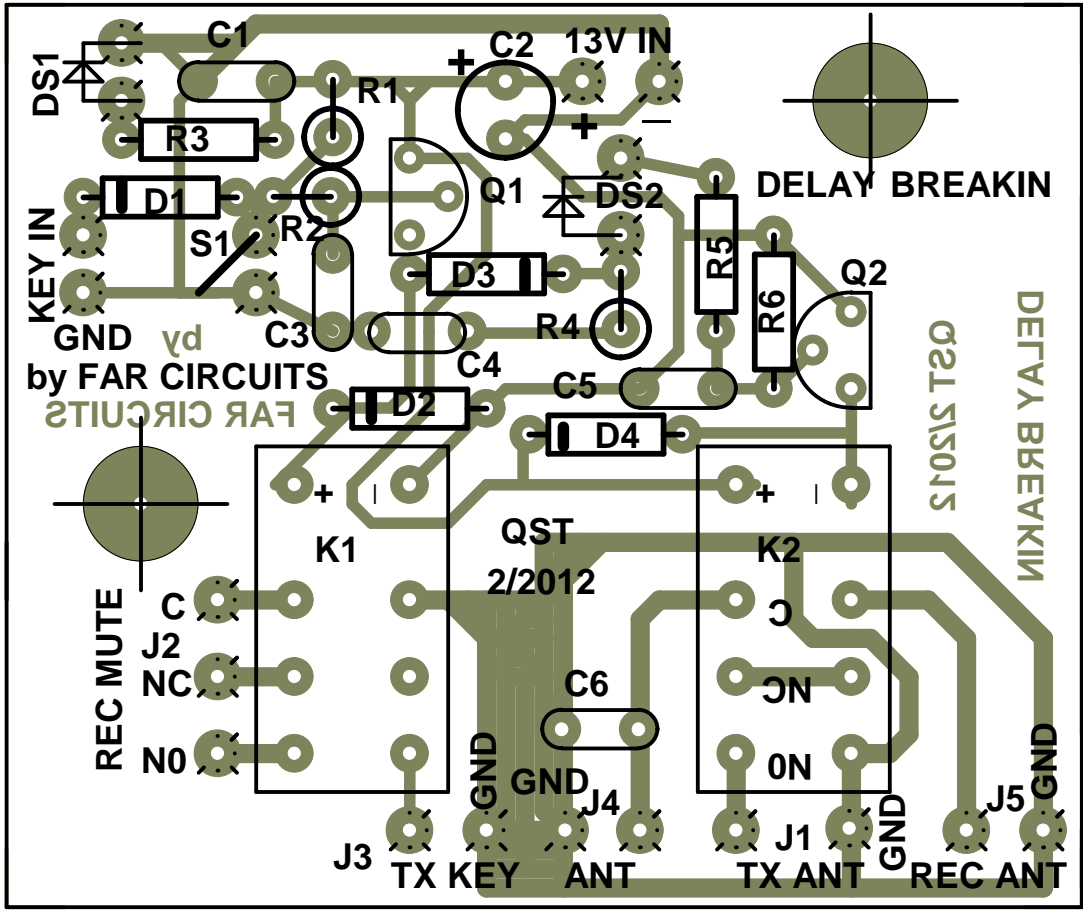 C1
C2
13V IN
DS1
+
R1
R3
+
—
DELAY BREAKIN
D1
Q1
DS2
KEY IN
S1
R2
R5
D3
Q2
R6
GND
by
C3
R4
C4
by FAR CIRCUITS
FAR CIRCUITS
D2
C5
D4
QST 2/2012
DELAY BREAKIN
+
—
+
—
K1
QST
2/2012
K2
REC MUTE
C
J2
NC
N0
C
NC
N0
C6
GND
GND
J4
J3
J1
GND
J5
GND
TX KEY
ANT
TX ANT
REC ANT